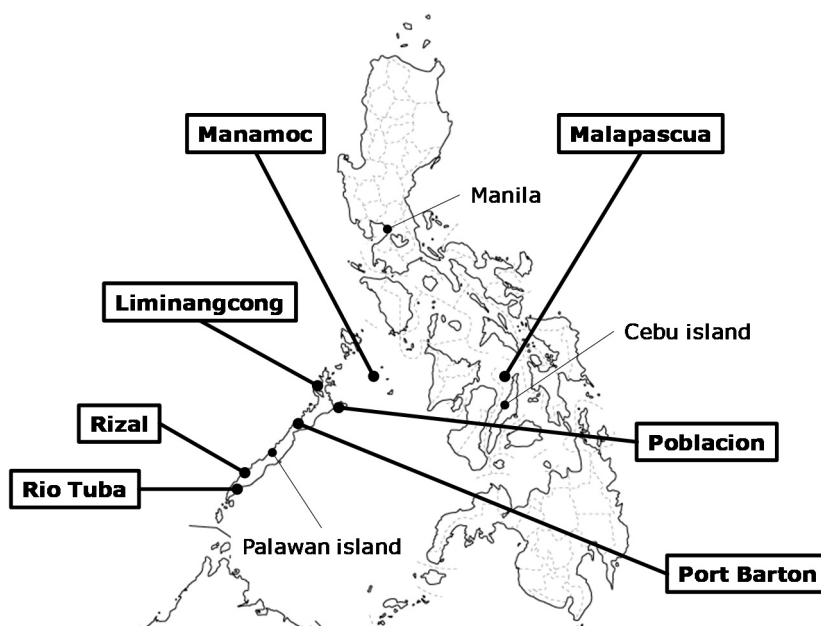 Manamoc
Malapascua
Manila
Liminangcong
Cebu island
Rizal
Poblacion
Rio Tuba
Palawan island
Port Barton